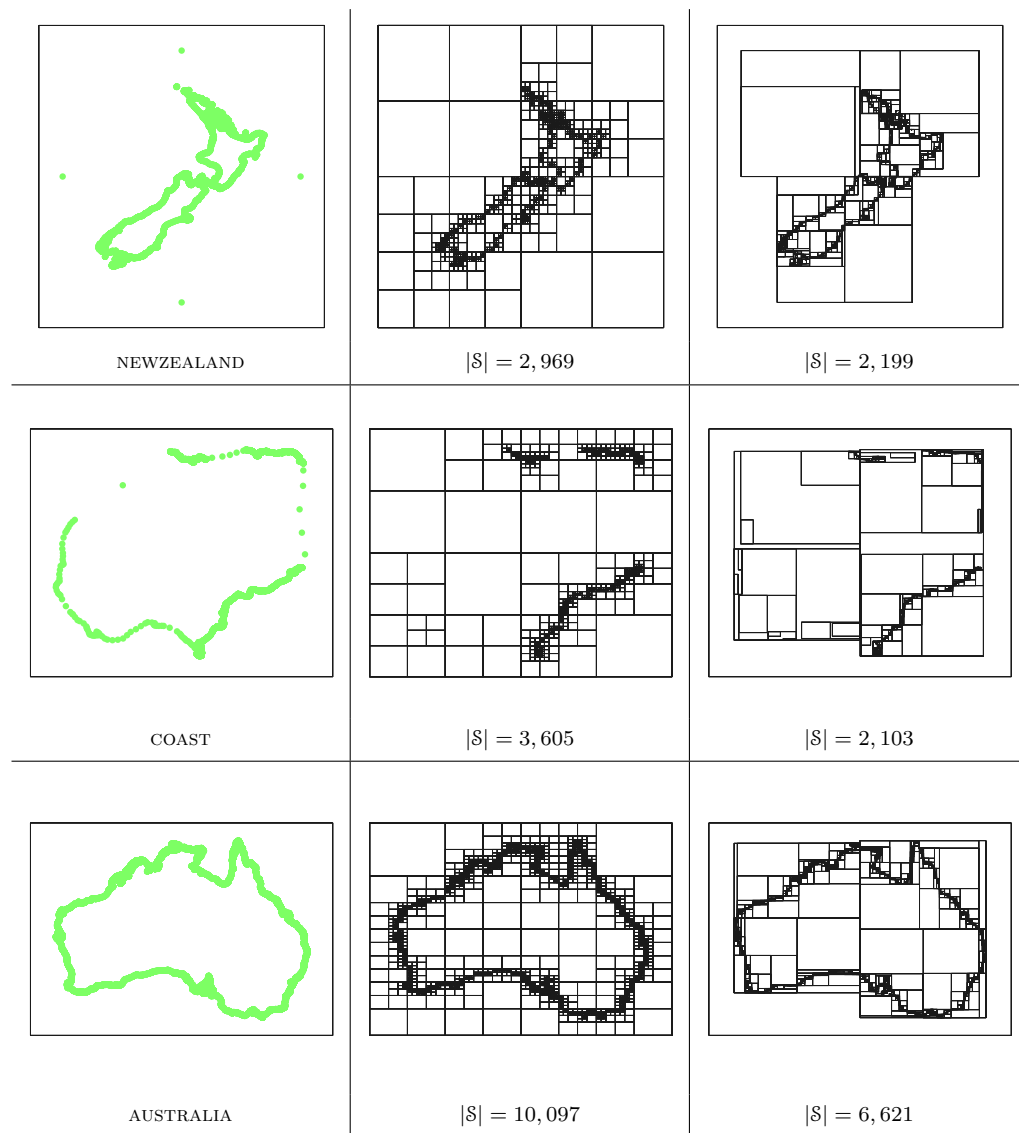 NEWZEALAND |S| = 2,969 |S| = 2,199
COAST |S| = 3,605 |S| = 2,103
AUSTRALIA |S| = 10,097 |S| = 6,621